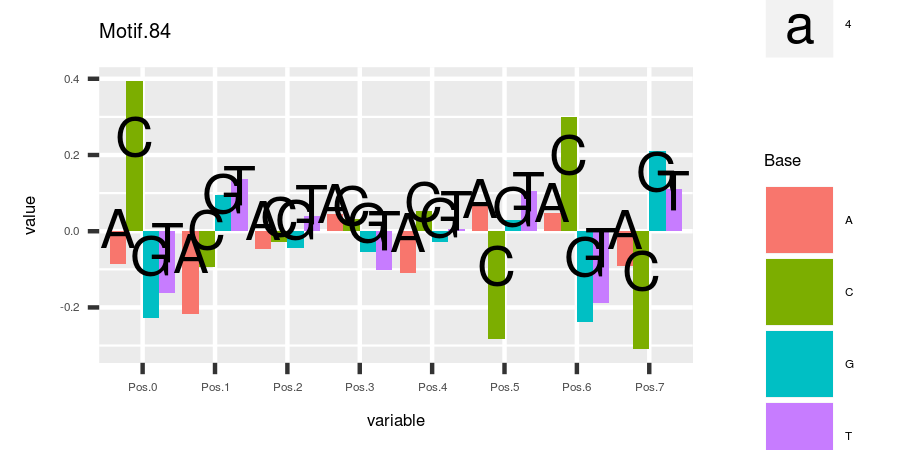 Motif.84
a 4
0.4
0.2
0.0
-0.2
value
A C G T A C G T A C G T A C G T A C G T A C G T A C G T A C G T
Pos.0 Pos.1 Pos.2 Pos.3 Pos.4 Pos.5 Pos.6 Pos.7
variable
Base
A
C
G
T